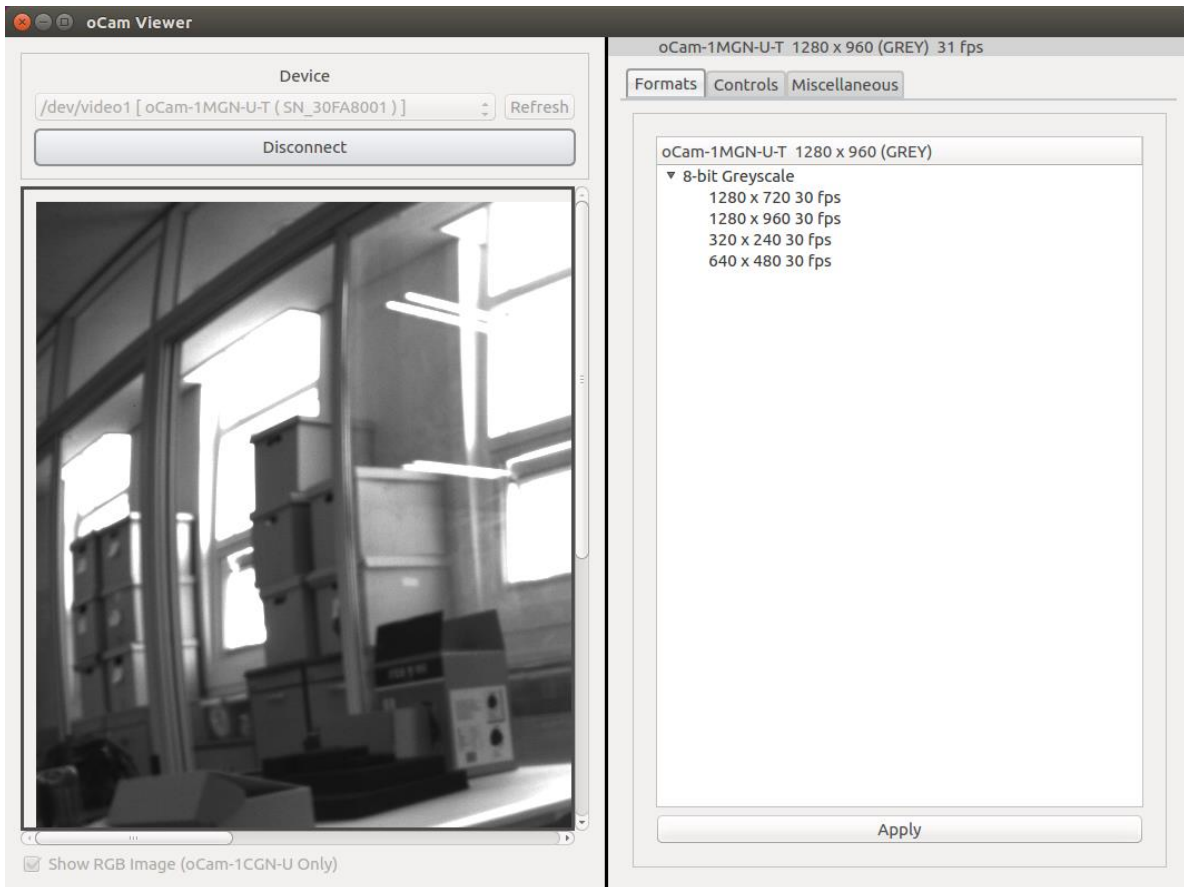 oCam Viewer
Device
/dev/video1 [ oCam-1MGN-U-T ( SN_30FA8001 ) ]
Refresh
Disconnect
Show RGB Image (oCam-1CGN-U Only)
oCam-1MGN-U-T 1280 x 960 (GREY) 31 fps
Formats Controls Miscellaneous
oCam-1MGN-U-T 1280 x 960 (GREY)
8-bit Greyscale
1280 x 720 30 fps
1280 x 960 30 fps
320 x 240 30 fps
640 x 480 30 fps
Apply